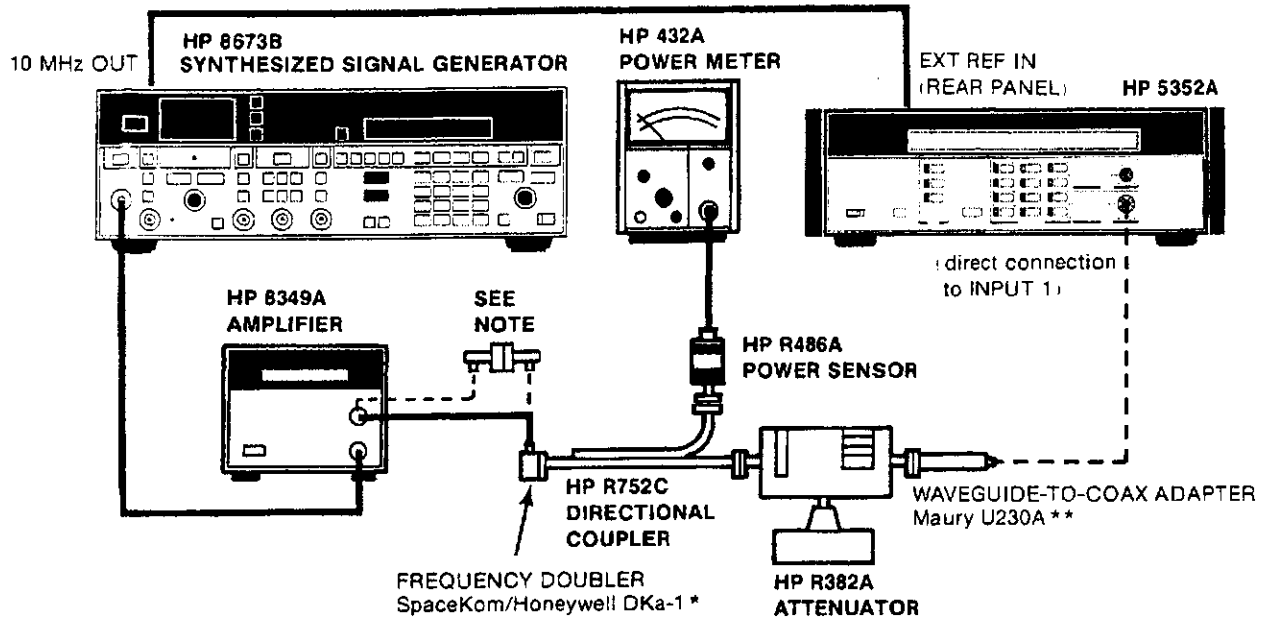 10 MHz OUT
HP 8673B
SYNTHESIZED SIGNAL GENERATOR
HP 432A
POWER METER
EXT REF IN
(REAR PANEL)
HP 5352A
(direct connection
to INPUT 1)
HP 8349A
AMPLIFIER
SEE
NOTE
HP R486A
POWER SENSOR
HP R752C
DIRECTIONAL
COUPLER
WAVEGUIDE-TO-COAX ADAPTER
Maury U230A **
FREQUENCY DOUBLER
SpaceKom/Honeywell DKa-1 *
HP R382A
ATTENUATOR